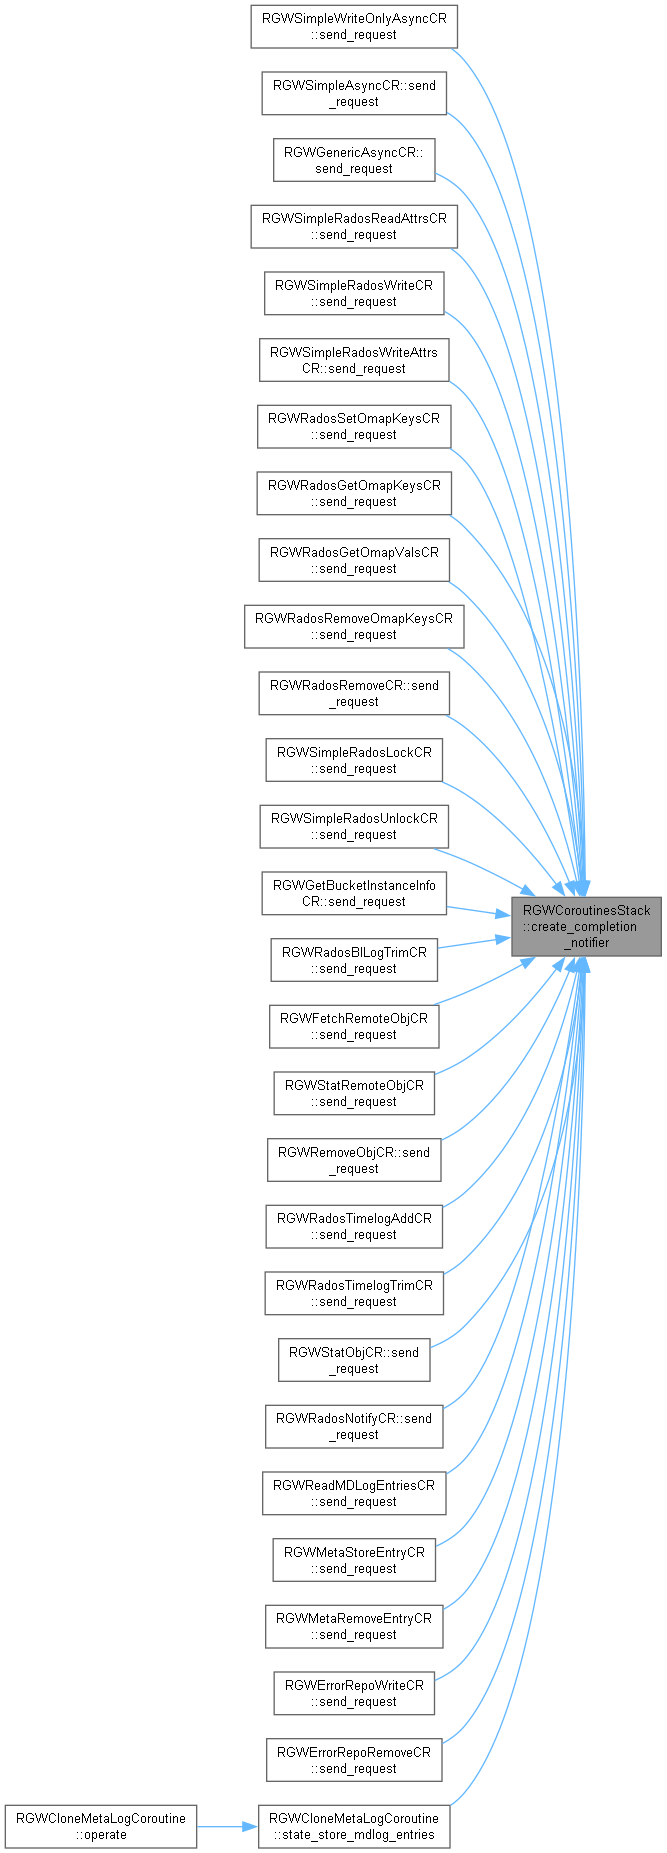 RGWSimpleWriteOnlyAsyncCR
::send_request
RGWSimpleAsyncCR::send
_request
RGWGenericAsyncCR::
send_request
RGWSimpleRadosReadAttrsCR
::send_request
RGWSimpleRadosWriteCR
::send_request
RGWSimpleRadosWriteAttrs
CR::send_request
RGWRadosSetOmapKeysCR
::send_request
RGWRadosGetOmapKeysCR
::send_request
RGWRadosGetOmapValsCR
::send_request
RGWRadosRemoveOmapKeysCR
::send_request
RGWRadosRemoveCR::send
_request
RGWSimpleRadosLockCR
::send_request
RGWSimpleRadosUnlockCR
::send_request
RGWGetBucketInstanceInfo
CR::send_request
RGWCoroutinesStack
::create_completion
_notifier
RGWRadosBILogTrimCR
::send_request
RGWFetchRemoteObjCR
::send_request
RGWStatRemoteObjCR
::send_request
RGWRemoveObjCR::send
_request
RGWRadosTimelogAddCR
::send_request
RGWRadosTimelogTrimCR
::send_request
RGWStatObjCR::send
_request
RGWRadosNotifyCR::send
_request
RGWReadMDLogEntriesCR
::send_request
RGWMetaStoreEntryCR
::send_request
RGWMetaRemoveEntryCR
::send_request
RGWErrorRepoWriteCR
::send_request
RGWErrorRepoRemoveCR
::send_request
RGWCloneMetaLogCoroutine
::operate
RGWCloneMetaLogCoroutine
::state_store_mdlog_entries